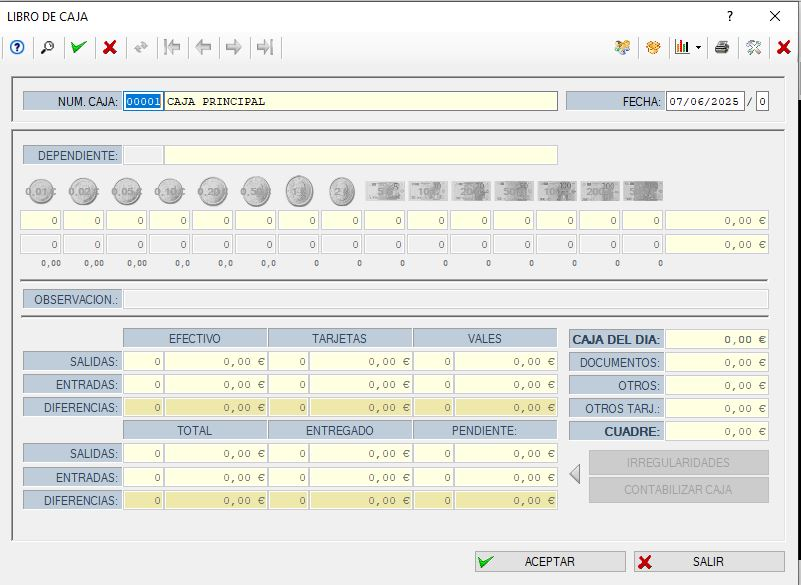 LIBRO DE CAJA ?
NUM. CAJA: 00001 CAJA PRINCIPAL FECHA: 07/06/2025 / 0
DEPENDIENTE:
0.01€ 0.02€ 0.05€ 0.10€ 0.20€ 0.50€ 1€ 2€ 5 10 20 50 100 200
0 0 0 0 0 0 0 0 0 0 0 0 0 0 0 0,00 €
0 0 0 0 0 0 0 0 0 0 0 0 0 0 0 0,00 €
0,00 0,00 0,00 0,0 0,0 0,0 0 0 0 0 0 0 0 0 0
OBSERVACION.:
EFECTIVO TARJETAS VALES
SALIDAS: 0 0,00 € 0 0,00 € 0 0,00 €
ENTRADAS: 0 0,00 € 0 0,00 € 0 0,00 €
DIFERENCIAS: 0 0,00 € 0 0,00 € 0 0,00 €
TOTAL ENTREGADO PENDIENTE:
SALIDAS: 0 0,00 € 0 0,00 € 0 0,00 €
ENTRADAS: 0 0,00 € 0 0,00 € 0 0,00 €
DIFERENCIAS: 0 0,00 € 0 0,00 € 0 0,00 €
CAJA DEL DIA: 0,00 €
DOCUMENTOS: 0,00 €
OTROS: 0,00 €
OTROS TARJ.: 0,00 €
CUADRE: 0,00 €
IRREGULARIDADES
CONTABILIZAR CAJA
ACEPTAR SALIR